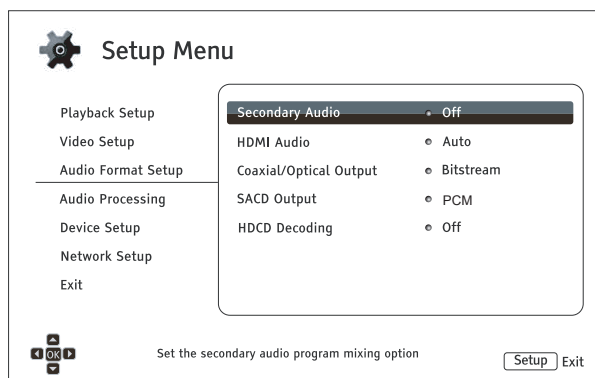 Setup Menu
Playback Setup
Video Setup
Audio Format Setup
Audio Processing
Device Setup
Network Setup
Exit
Secondary Audio Off
HDMI Audio Auto
Coaxial/Optical Output Bitstream
SACD Output PCM
HDCD Decoding Off
OK
Set the secondary audio program mixing option
Setup Exit